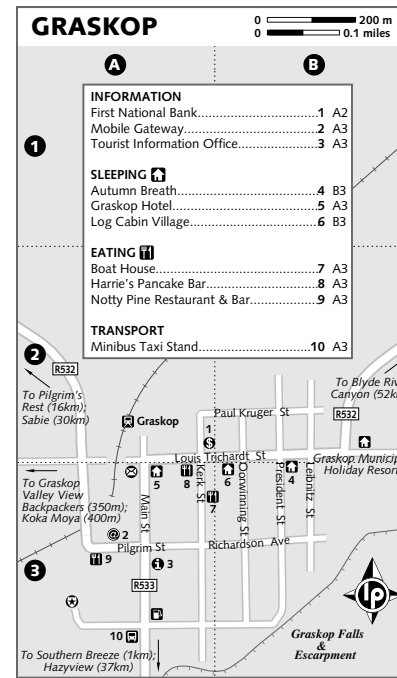 GRASKOP
0 200 m
0 0.1 miles
A B
1
INFORMATION
First National Bank...........................1 A2
Mobile Gateway................................2 A3
Tourist Information Office................3 A3
SLEEPING
Autumn Breath.................................4 B3
Graskop Hotel..................................5 A3
Log Cabin Village..............................6 B3
EATING
Boat House......................................7 A3
Harrie's Pancake Bar.........................8 A3
Notty Pine Restaurant & Bar.............9 A3
TRANSPORT
Minibus Taxi Stand..........................10 A3
2
R532
To Pilgrim's
Rest (16km);
Sabie (30km)
Graskop
Paul Kruger St
To Blyde Riv
Canyon (52k
R532
1
Louis Trichardt St
Graskop Municip
Holiday Resor
To Graskop
Valley View
Backpackers (350m);
Koka Moya (400m)
5
8
6
4
7
Main St
Kerk St
Oorwinning St
President St
Leibnitz St
@ 2
Pilgrim St
Richardson Ave
3
9
i 3
R533
lp
10
To Southern Breeze (1km);
Hazyview (37km)
Graskop Falls
&
Escarpment